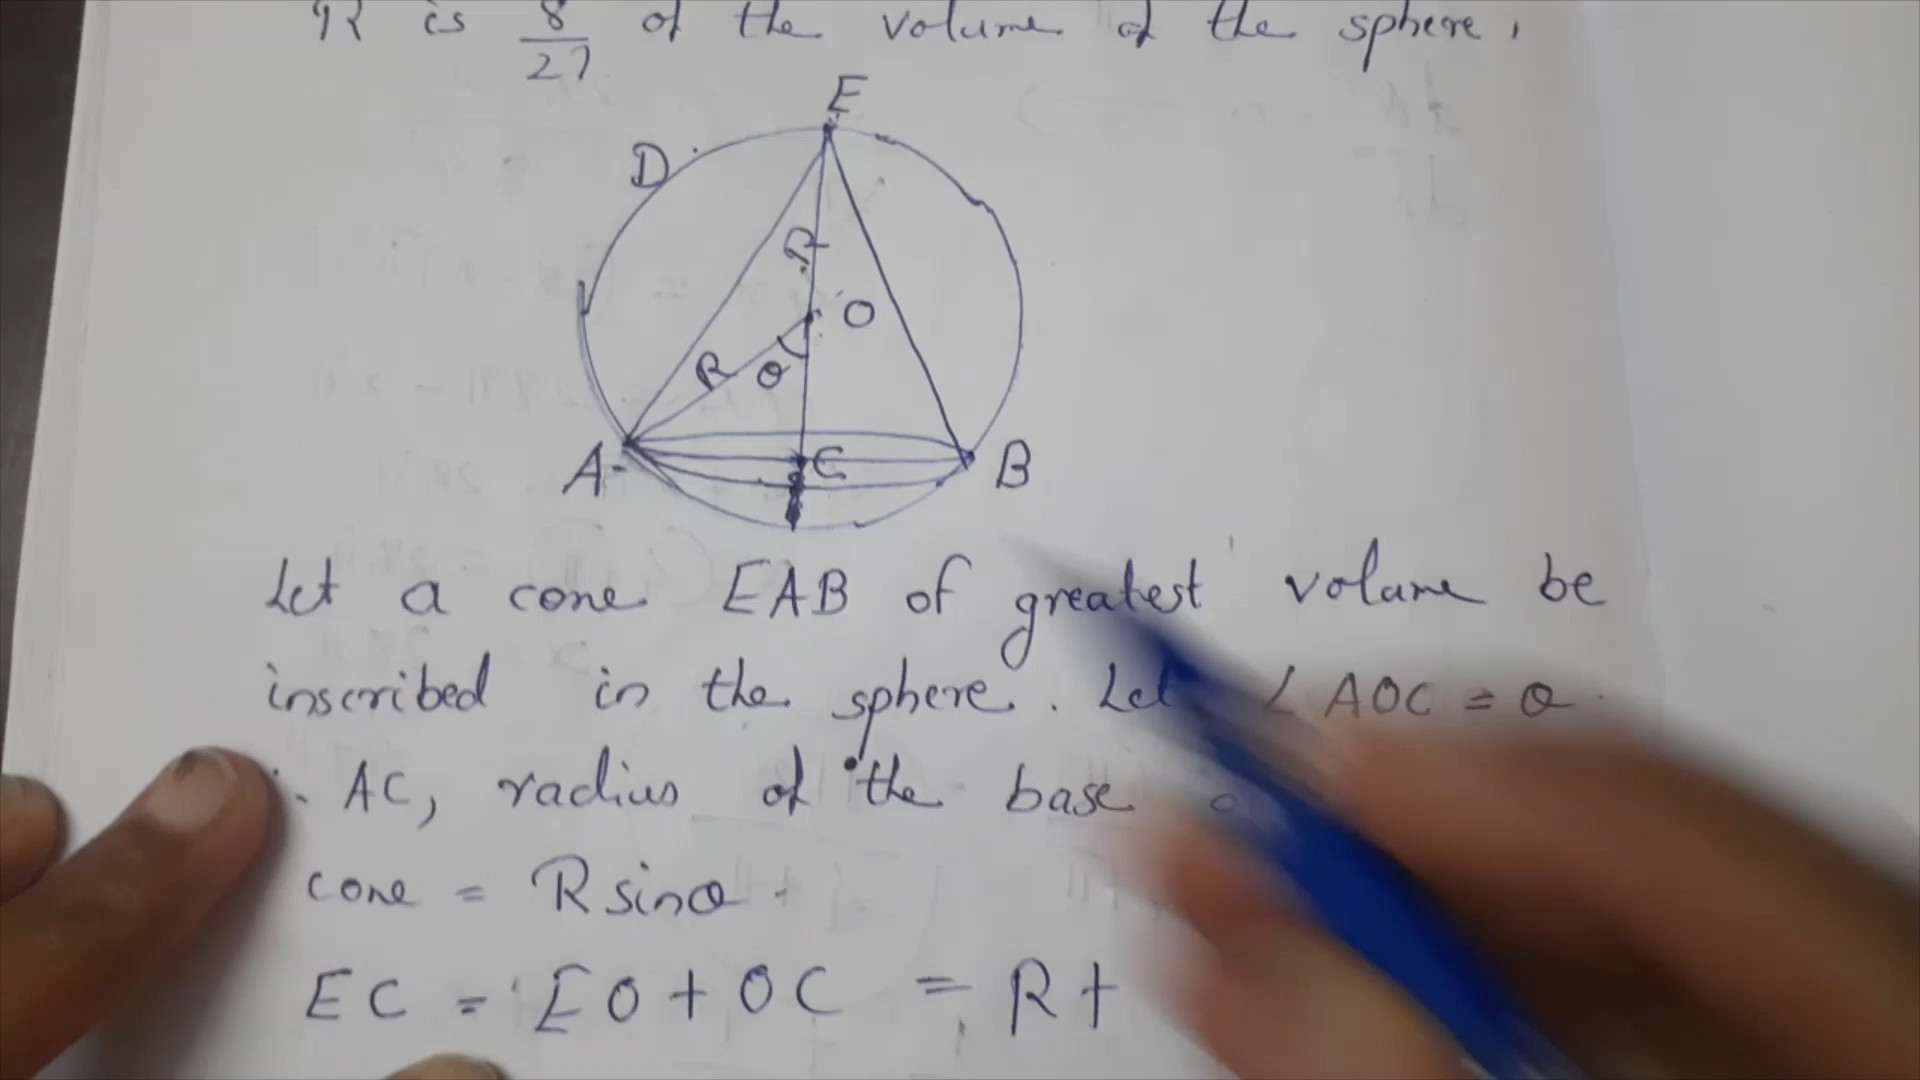 R is 8/27 of the volume of the sphere.
E
D
R
O
R θ
A C B
Let a cone EAB of greatest volume be
inscribed in the sphere. Let ∠AOC = θ.
∴ AC, radius of the base
cone = R sinθ.
EC = EO + OC = R +